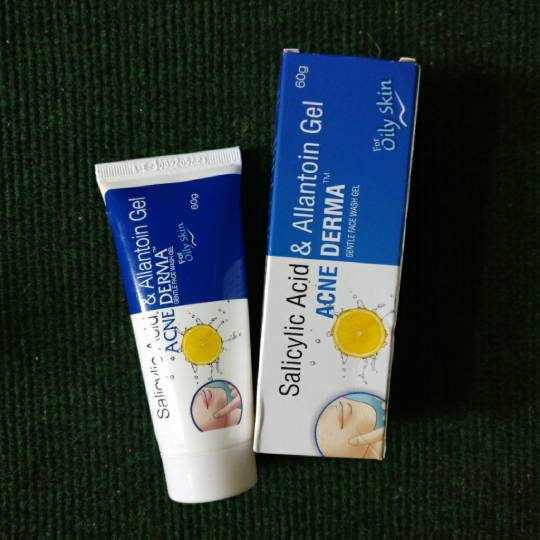 Salicylic Acid & Allantoin Gel
60g
ACNE DERMA™
GENTLE FACE WASH GEL
For
Oily Skin
Salicylic Acid & Allantoin Gel
60g
ACNE DERMA™
GENTLE FACE WASH GEL
For
Oily Skin